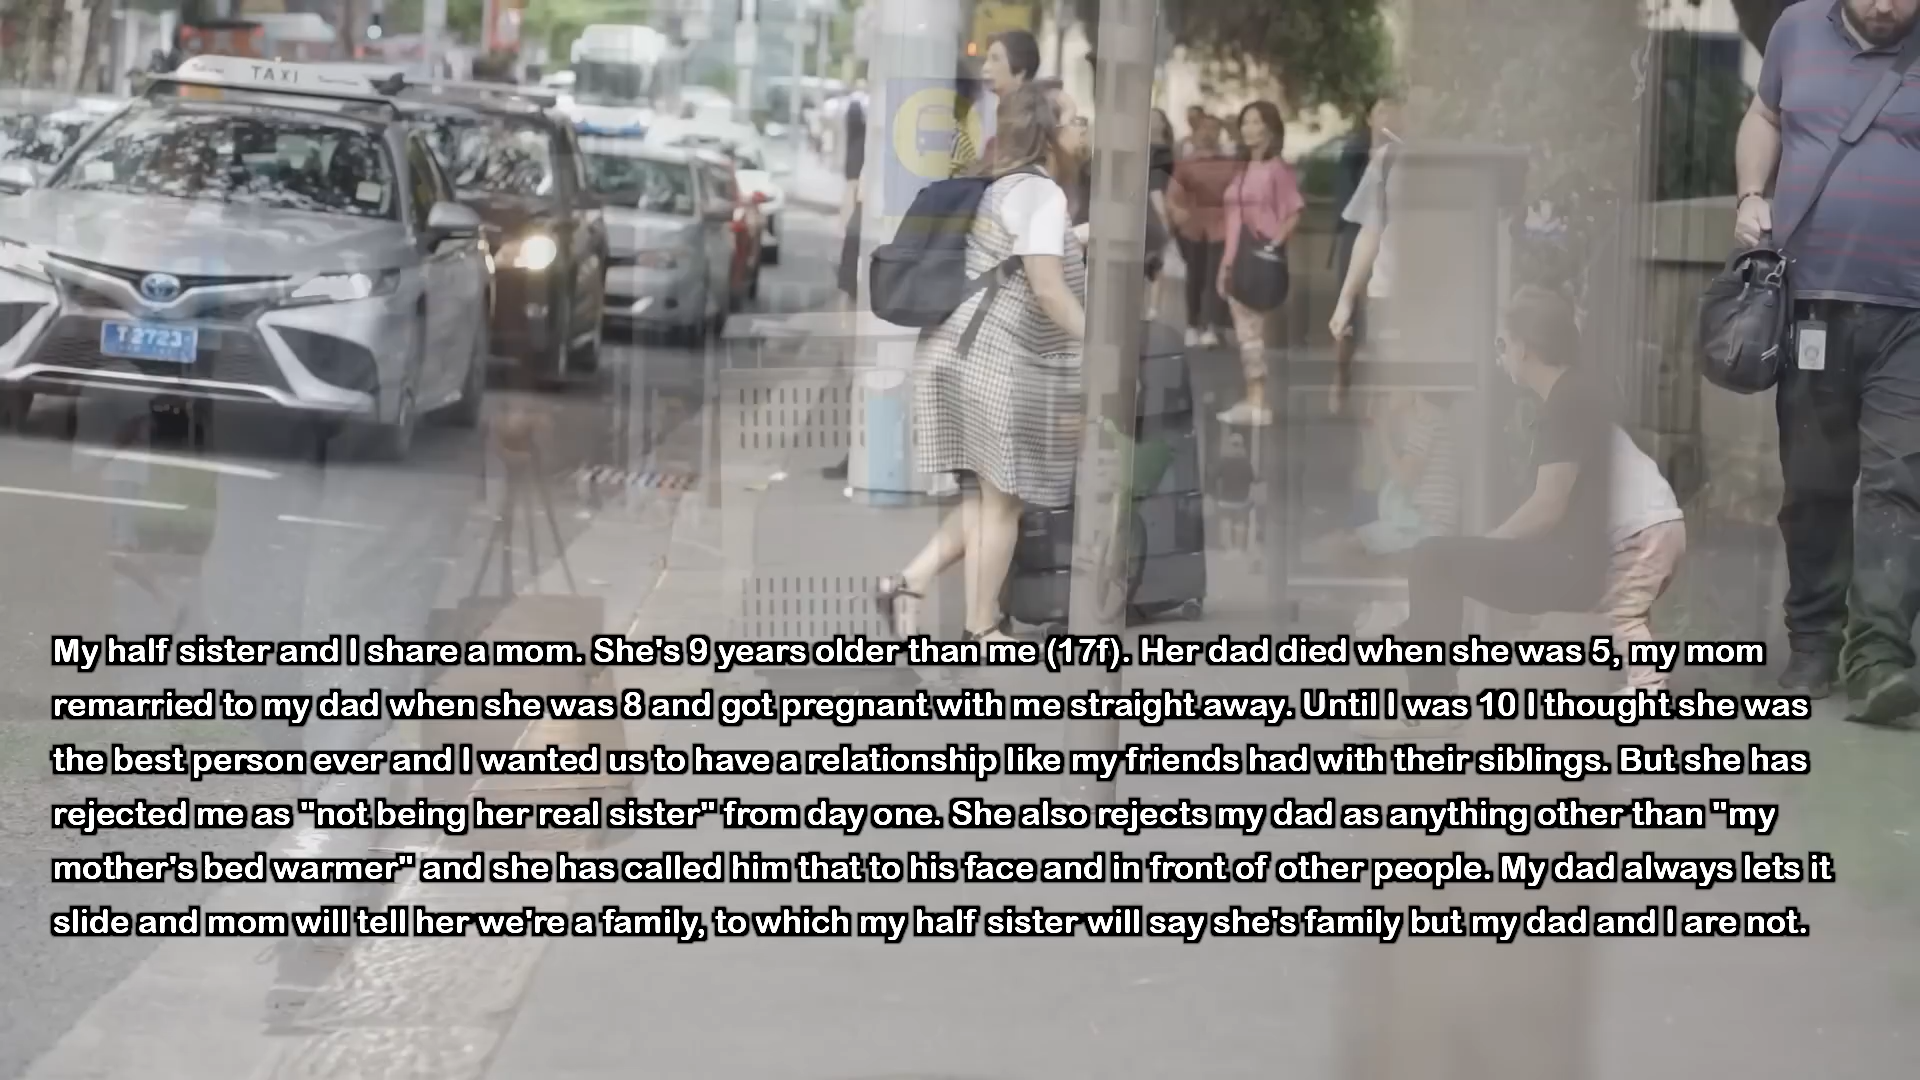 TAXI
T 2723
My half sister and I share a mom. She's 9 years older than me (17f). Her dad died when she was 5, my mom
remarried to my dad when she was 8 and got pregnant with me straight away. Until I was 10 I thought she was
the best person ever and I wanted us to have a relationship like my friends had with their siblings. But she has
rejected me as "not being her real sister" from day one. She also rejects my dad as anything other than "my
mother's bed warmer" and she has called him that to his face and in front of other people. My dad always lets it
slide and mom will tell her we're a family, to which my half sister will say she's family but my dad and I are not.